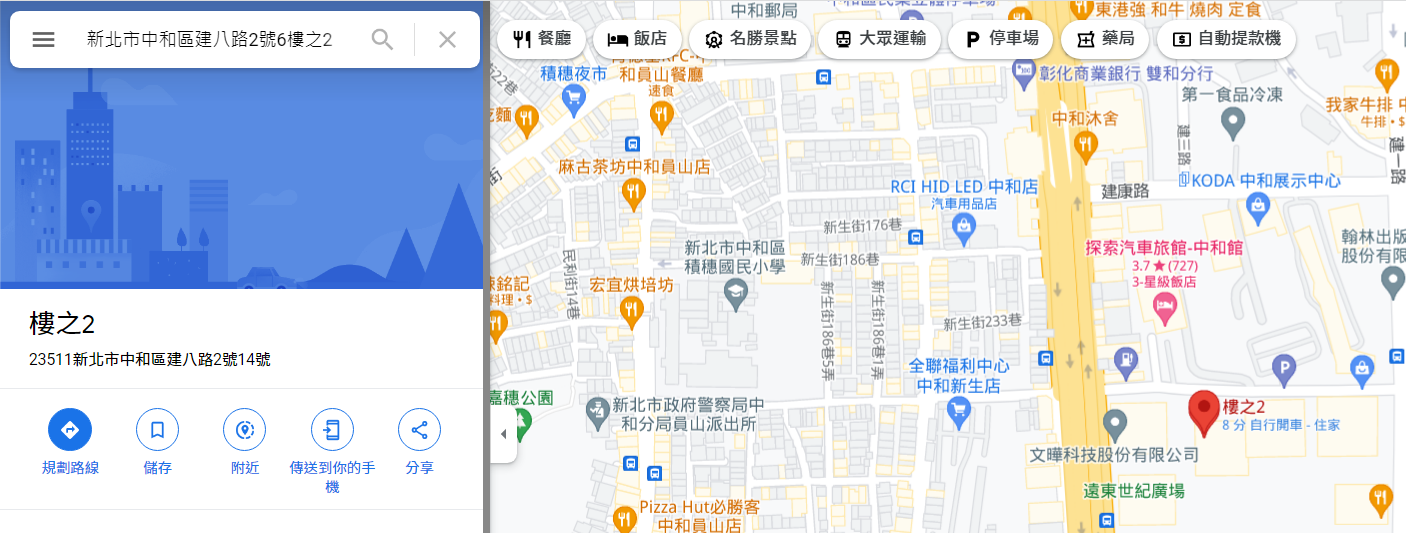 新北市中和區建八路2號6樓之2
樓之2
23511新北市中和區建八路2號14號
規劃路線
儲存
附近
傳送到你的手
機
分享
餐廳
飯店
名勝景點
大眾運輸
停車場
藥局
自動提款機
中和郵局
東港強 和牛 燒肉 定食
積穗夜市
和員山餐廳
速食
彰化商業銀行 雙和分行
第一食品冷凍
我家牛排 中
牛排・$
中和沐舍
建三路
建一路
麻古茶坊中和員山店
RCI HID LED 中和店
汽車用品店
建康路
KODA 中和展示中心
新生街176巷
新北市中和區
積穗國民小學
新生街186巷
探索汽車旅館-中和館
3.7★(727)
3-星級飯店
翰林出版
股份有限
民利街14巷
宏宜烘培坊
陳銘記
料理・$
新生街186巷5弄
新生街186巷1弄
新生街233巷
全聯福利中心
中和新生店
嘉穗公園
新北市政府警察局中
和分局員山派出所
樓之2
8 分 自行開車 - 住家
文曄科技股份有限公司
遠東世紀廣場
Pizza Hut必勝客
中和員山店